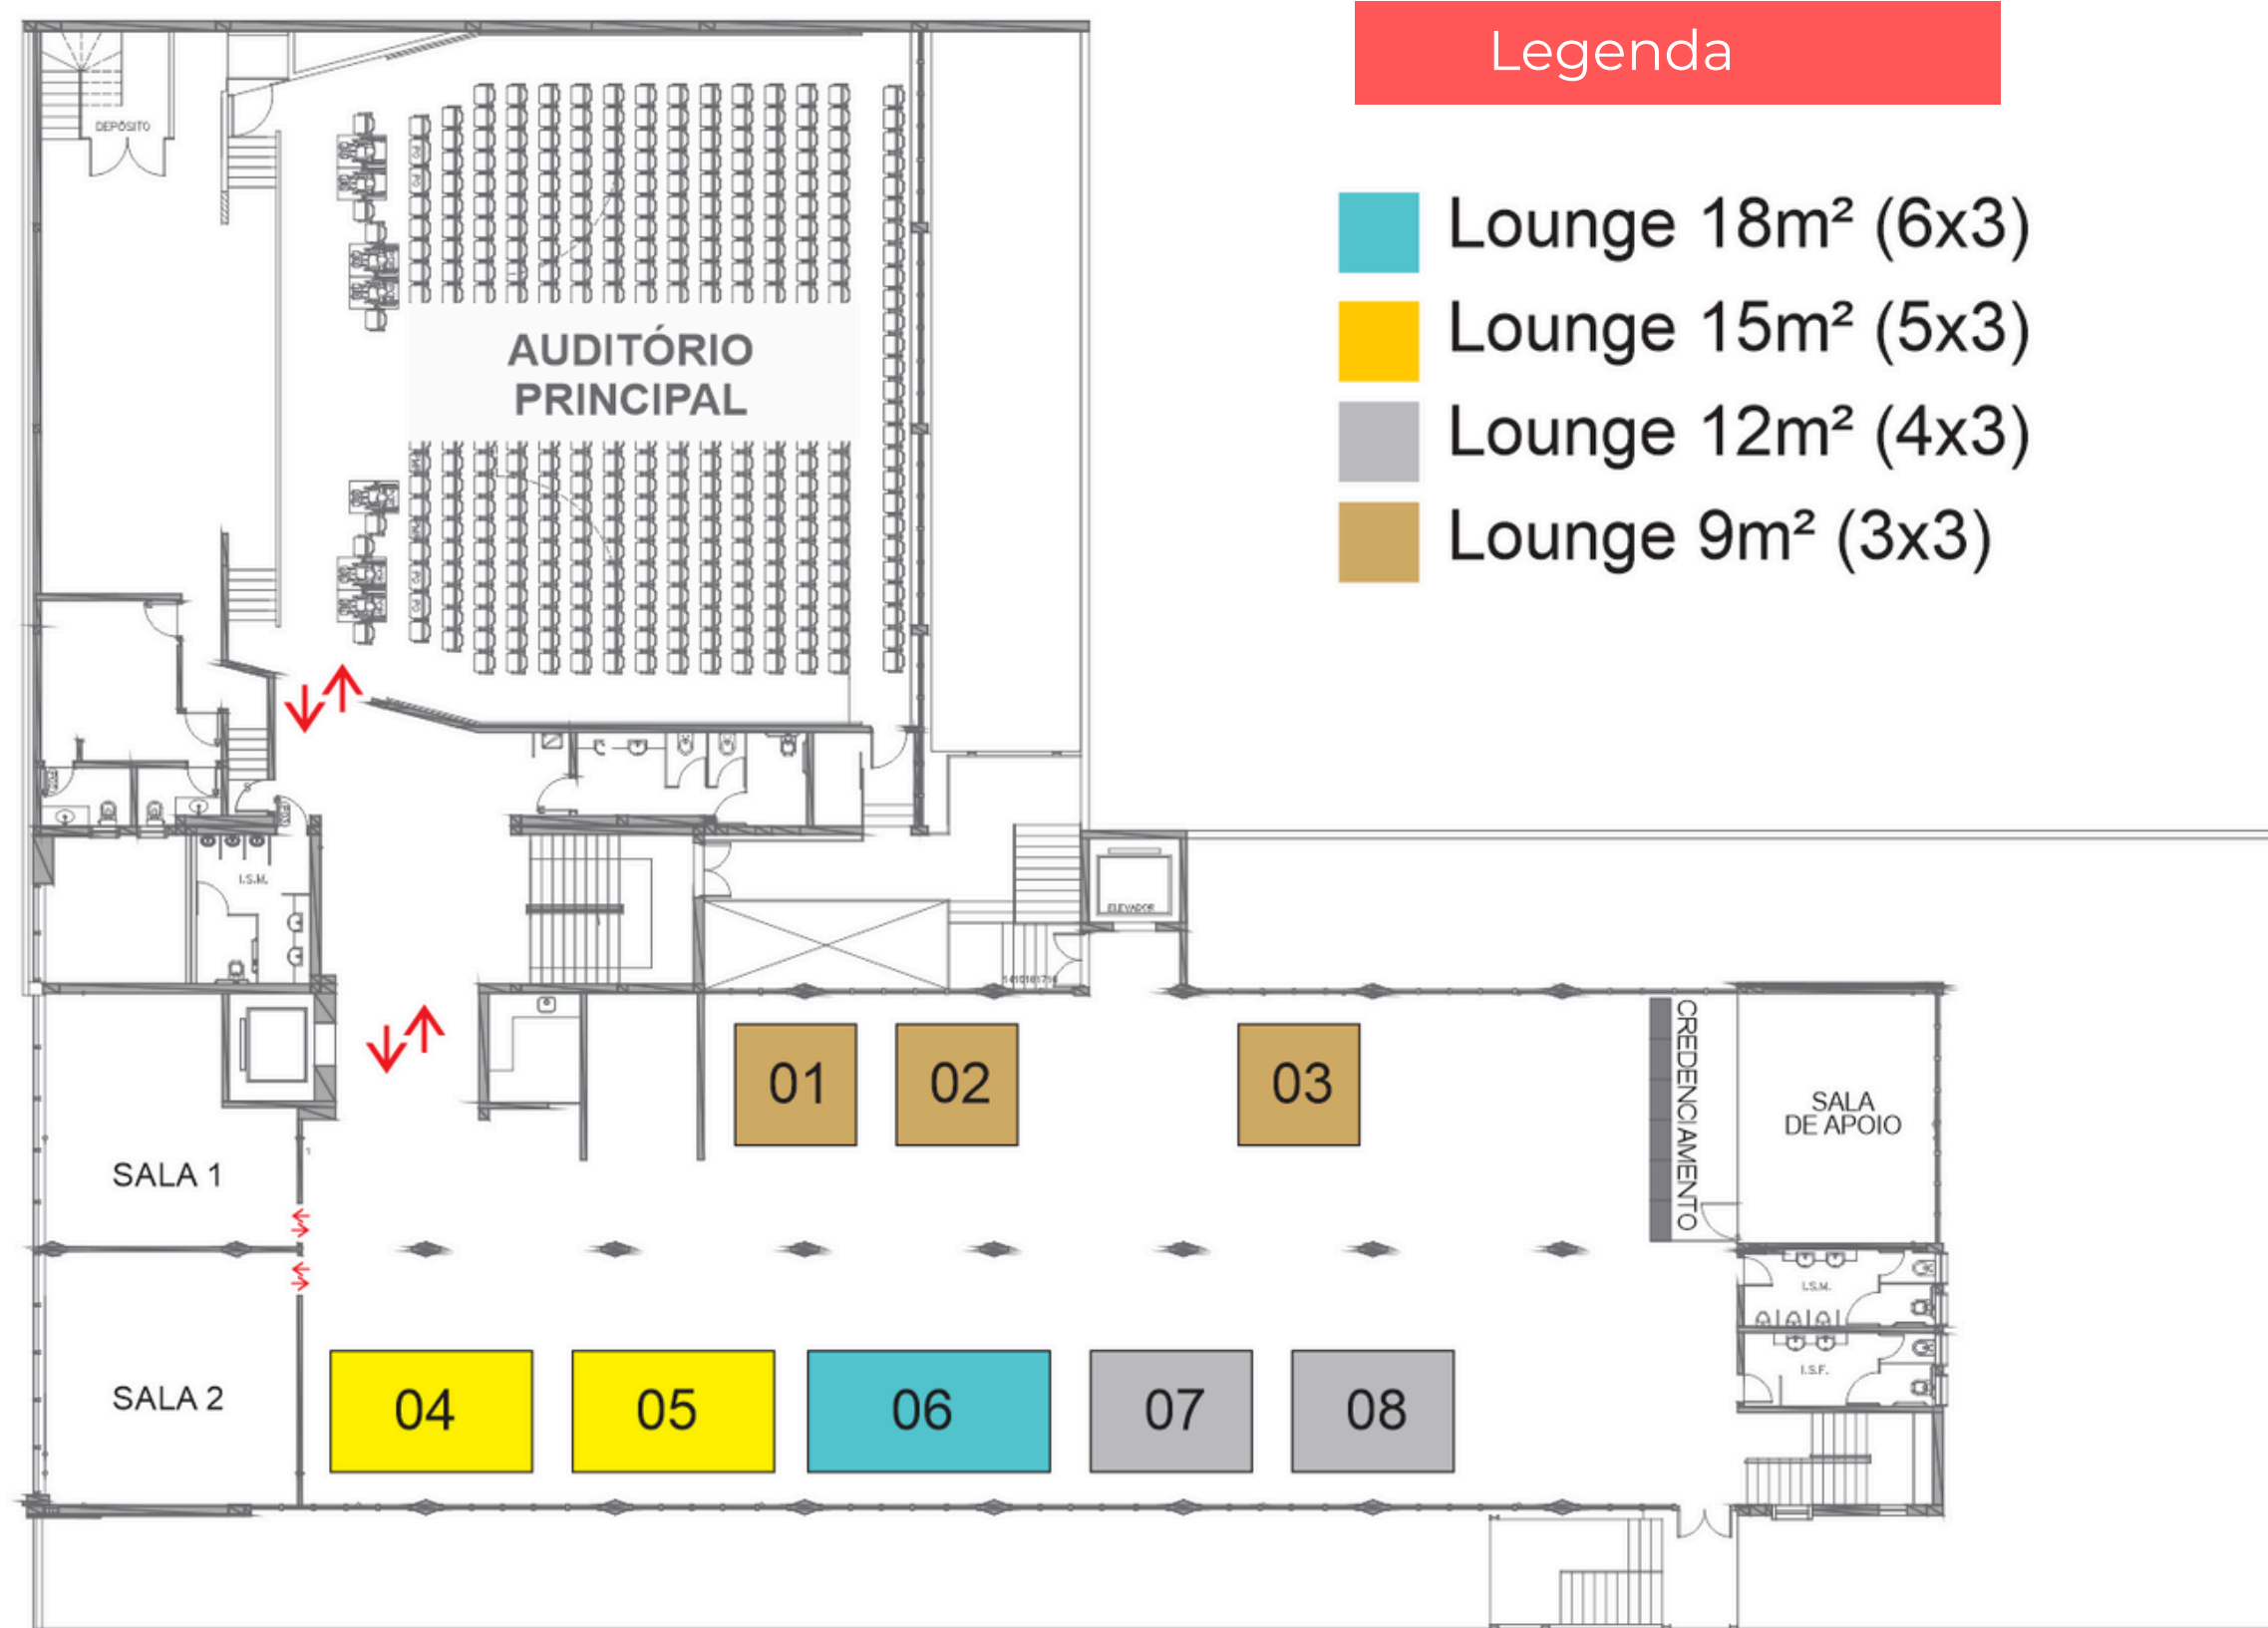 Legenda
Lounge 18m² (6x3)
Lounge 15m² (5x3)
Lounge 12m² (4x3)
Lounge 9m² (3x3)
DEPÓSITO
AUDITÓRIO
PRINCIPAL
I.S.M.
ELEVADOR
01
02
03
CREDENCIAMENTO
SALA
DE APOIO
SALA 1
I.S.M.
I.S.F.
SALA 2
04
05
06
07
08